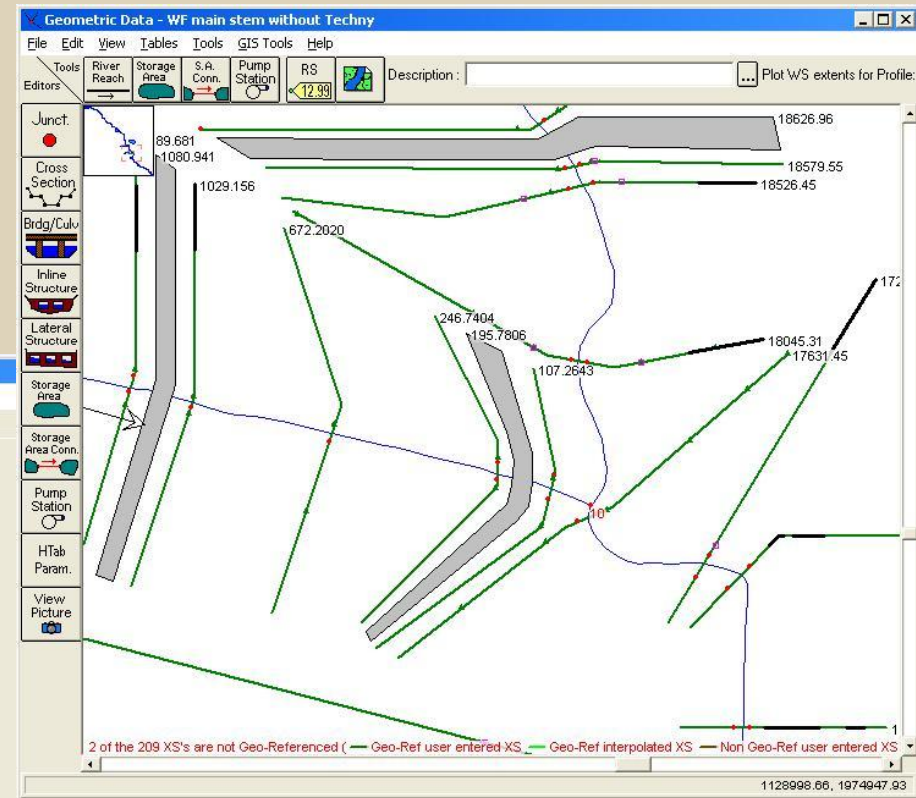 Geometric Data - WF main stem without Techny
File Edit View Tables Tools GIS Tools Help
Tools
Editors
River
Reach
Storage
Area
S.A.
Conn.
Pump
Station
RS
12.99
Description :
...
Plot WS extents for Profile:
Junct.
Cross
Section
Brdg/Culv
Inline
Structure
Lateral
Structure
Storage
Area
Storage
Area Conn.
Pump
Station
HTab
Param.
View
Picture
89.681
1080.941
1029.156
18626.96
18579.55
18526.45
672.2020
172
246.7404
195.7806
18045.31
17631.45
107.2643
10
1
2 of the 209 XS's are not Geo-Referenced ( Geo-Ref user entered XS Geo-Ref interpolated XS Non Geo-Ref user entered XS
1128998.66, 1974947.93